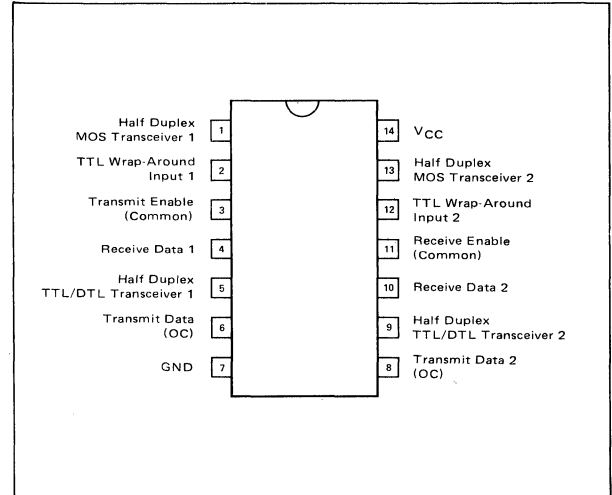 Half Duplex
MOS Transceiver 1
1
TTL Wrap-Around
Input 1
2
Transmit Enable
(Common)
3
Receive Data 1
4
Half Duplex
TTL/DTL Transceiver 1
5
Transmit Data
(OC)
6
GND
7
14
VCC
13
Half Duplex
MOS Transceiver 2
12
TTL Wrap-Around
Input 2
11
Receive Enable
(Common)
10
Receive Data 2
9
Half Duplex
TTL/DTL Transceiver 2
8
Transmit Data 2
(OC)